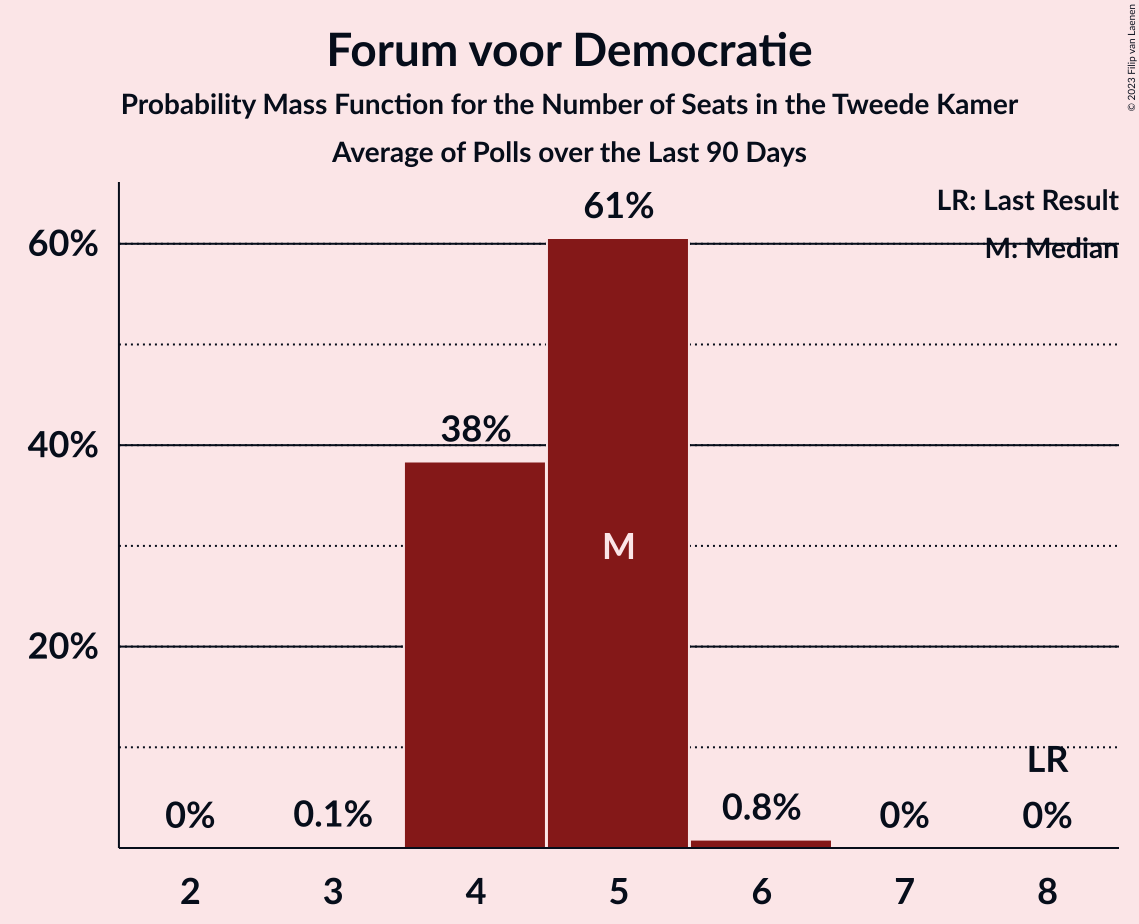 Forum voor Democratie
Probability Mass Function for the Number of Seats in the Tweede Kamer
Average of Polls over the Last 90 Days
© 2023 Filip van Laenen
LR: Last Result
M: Median
61%
60%
38%
40%
M
20%
LR
0%
0.1%
0.8%
0%
0%
2
3
4
5
6
7
8